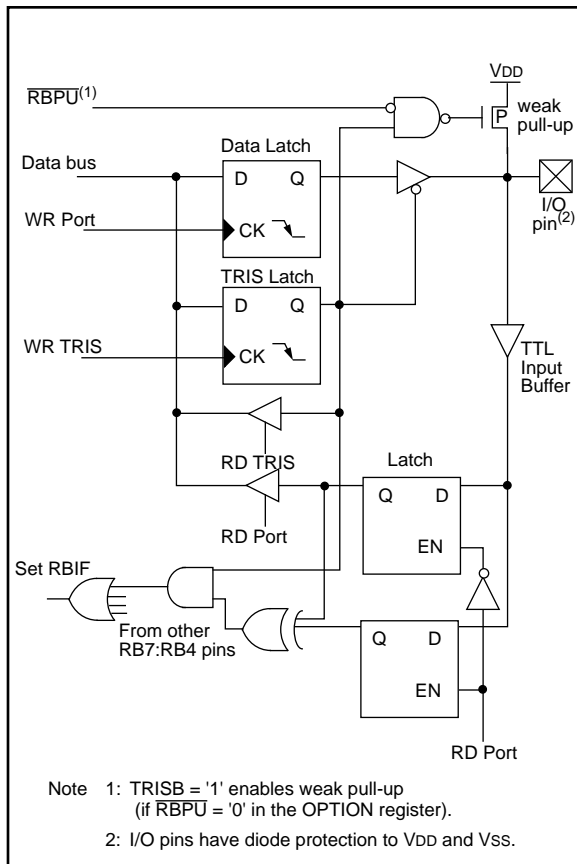 VDD
RBPU(1)
weak
pull-up
P
Data Latch
Data bus
D Q
WR Port
CK
I/O
pin(2)
TRIS Latch
D Q
WR TRIS
CK
TTL
Input
Buffer
RD TRIS
Latch
Q D
RD Port
EN
Set RBIF
From other
RB7:RB4 pins
Q D
EN
RD Port
Note 1: TRISB = '1' enables weak pull-up
(if RBPU = '0' in the OPTION register).
2: I/O pins have diode protection to VDD and VSS.